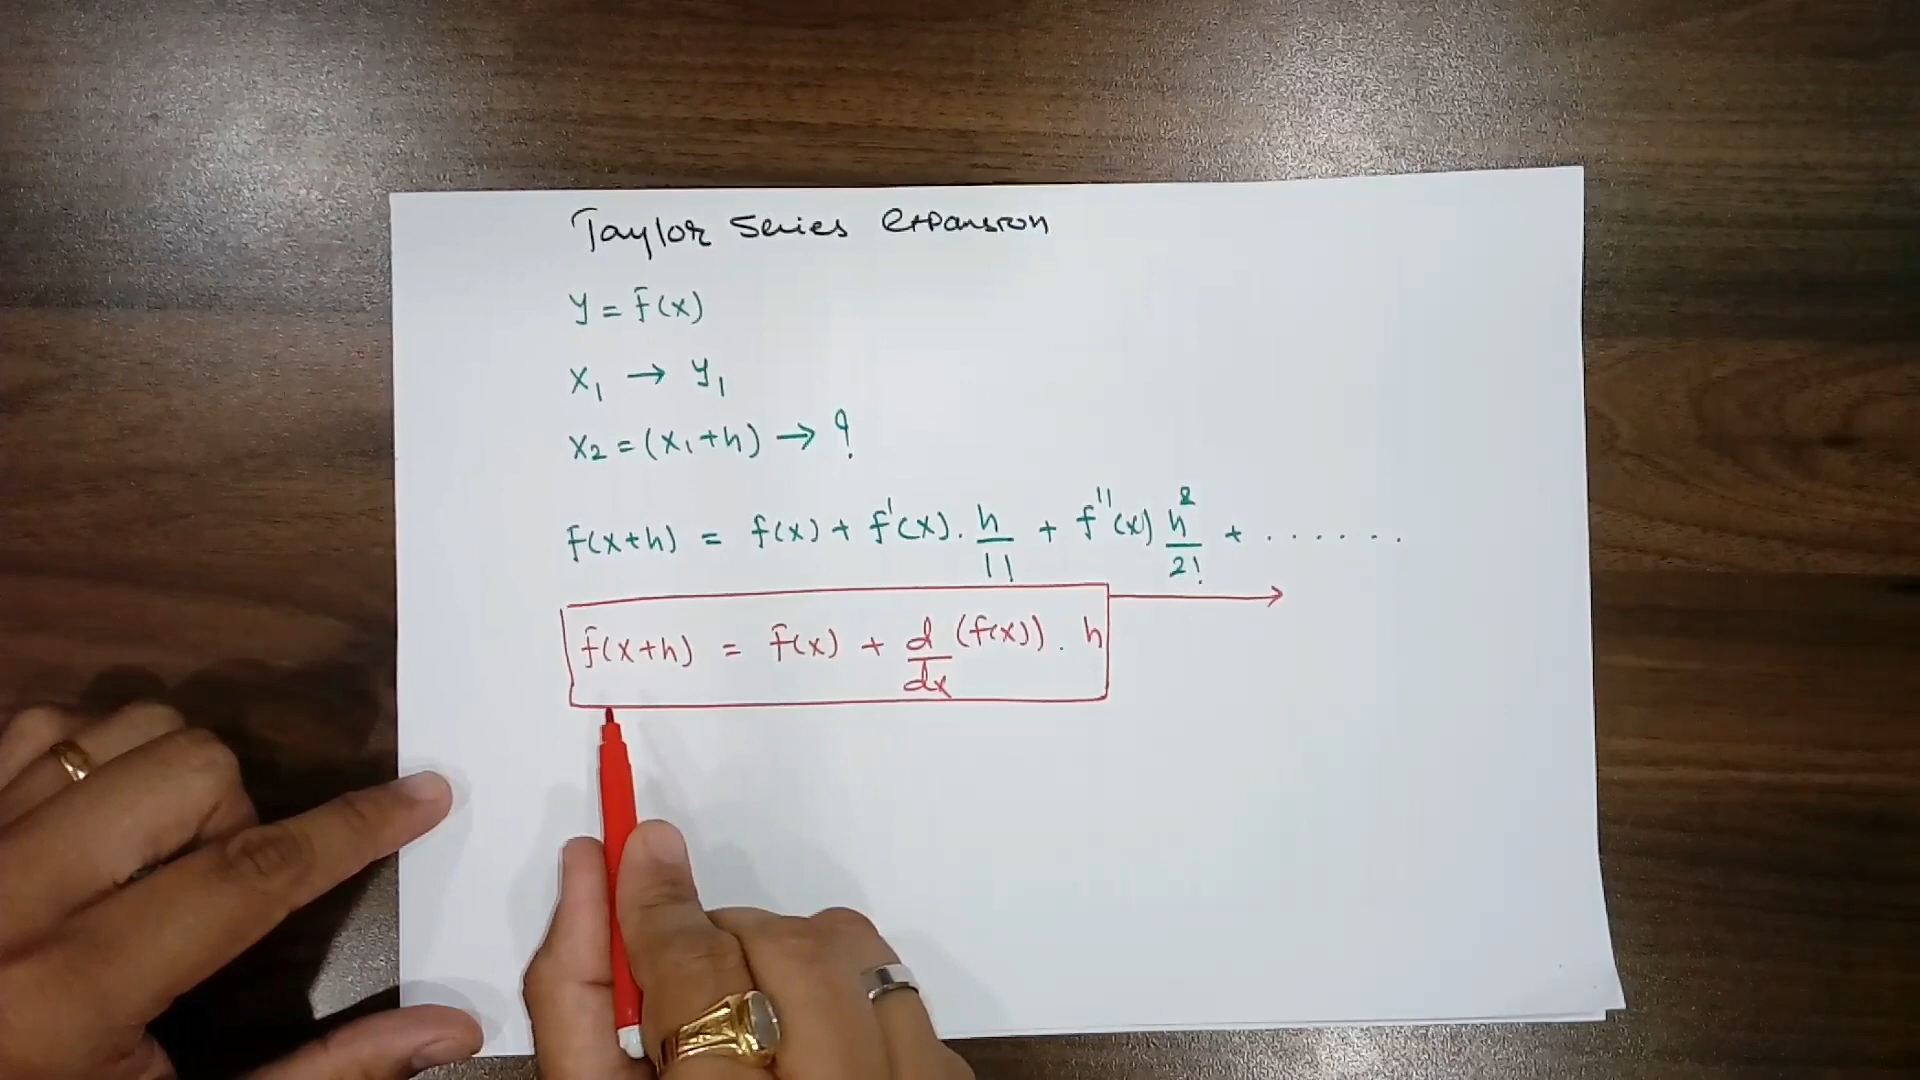 Taylor Series expansion
y = f(x)
x₁ → y₁
x₂ = (x₁+h) → ?
f(x+h) = f(x) + f'(x). h/1! + f''(x) h²/2! + .......
f(x+h) = f(x) + d/dx (f(x)) . h